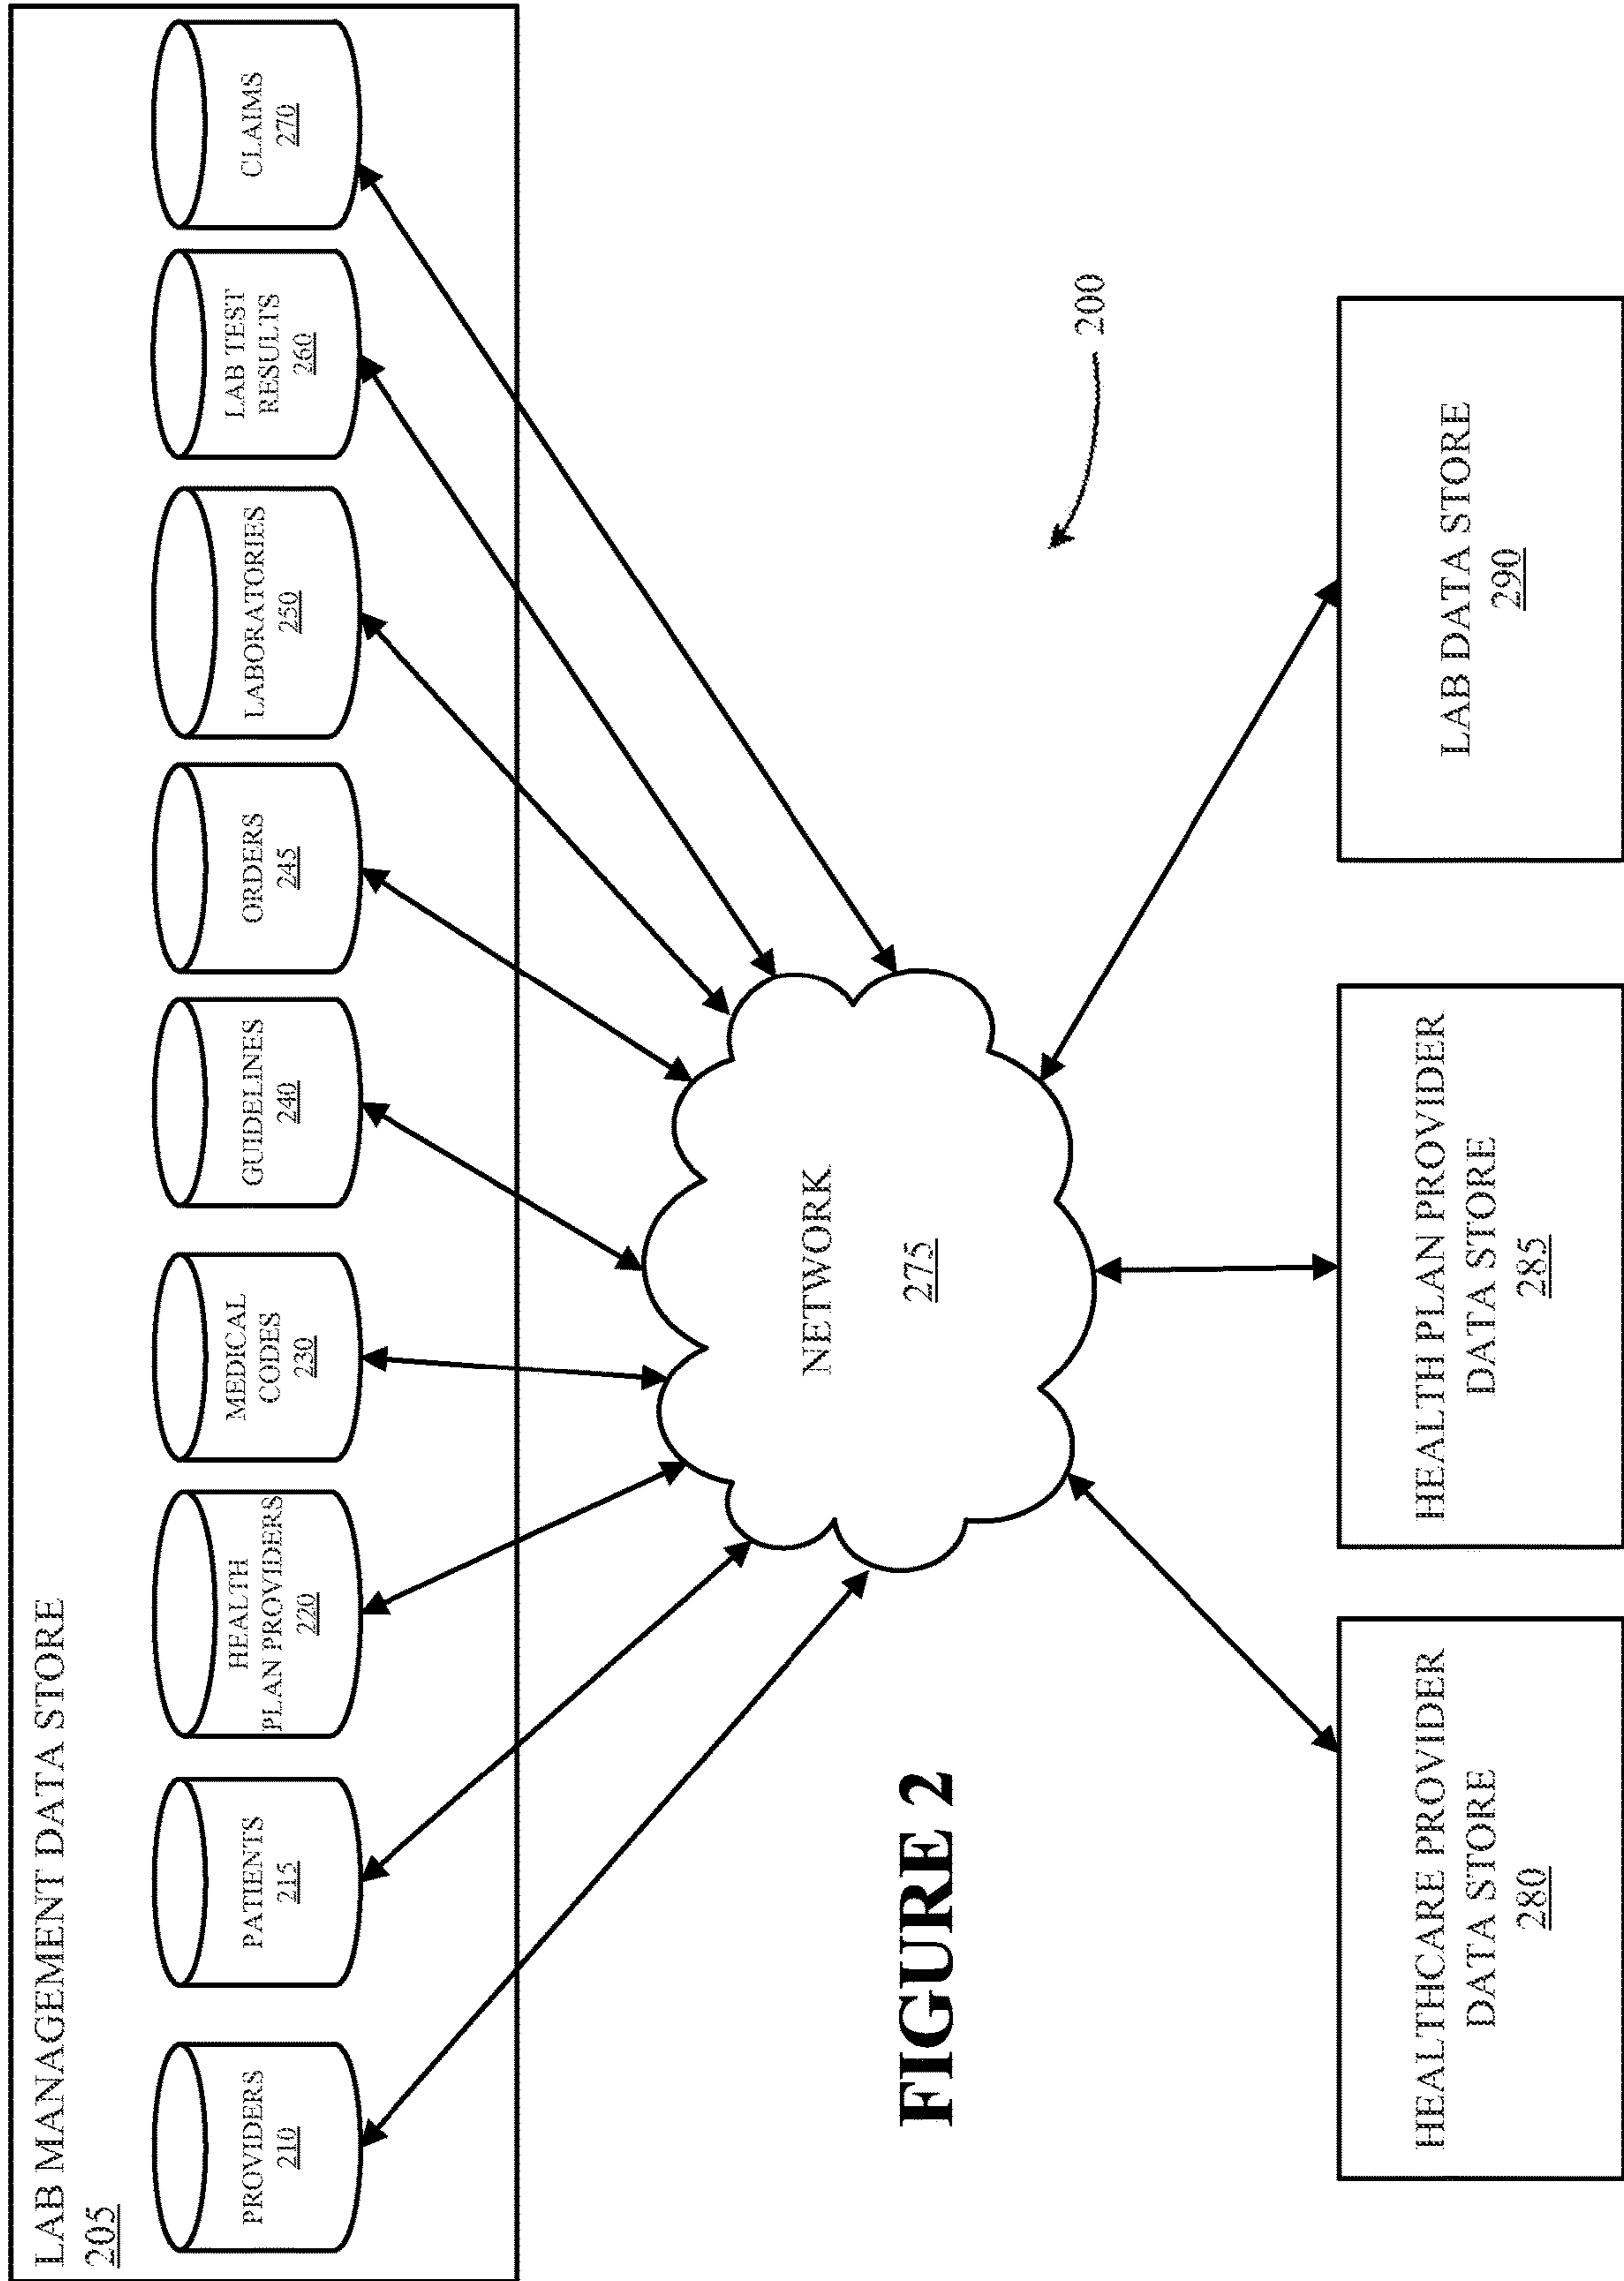 LAB MANAGEMENT DATA STORE
205
PROVIDERS
210
PATIENTS
215
HEALTH
PLAN PROVIDERS
220
MEDICAL
CODES
230
GUIDELINES
240
ORDERS
245
LABORATORIES
250
LAB TEST
RESULTS
260
CLAIMS
270
NETWORK
275
200
FIGURE 2
HEALTHCARE PROVIDER
DATA STORE
280
HEALTH PLAN PROVIDER
DATA STORE
285
LAB DATA STORE
290